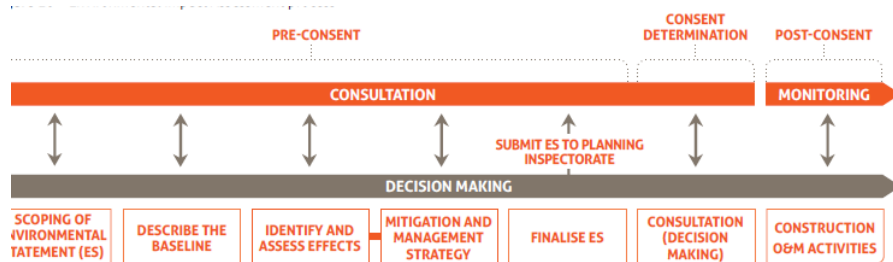 CONSENT
PRE-CONSENT
DETERMINATION
POST-CONSENT
CONSULTATION
MONITORING
SUBMIT ES TO PLANNING
INSPECTORATE
DECISION MAKING
SCOPING OF
NVIRONMENTAL
TATEMENT (ES)
DESCRIBE THE
BASELINE
IDENTIFY AND
ASSESS EFFECTS
MITIGATION AND
MANAGEMENT
STRATEGY
FINALISE ES
CONSULTATION
(DECISION
MAKING)
CONSTRUCTION
O&M ACTIVITIES